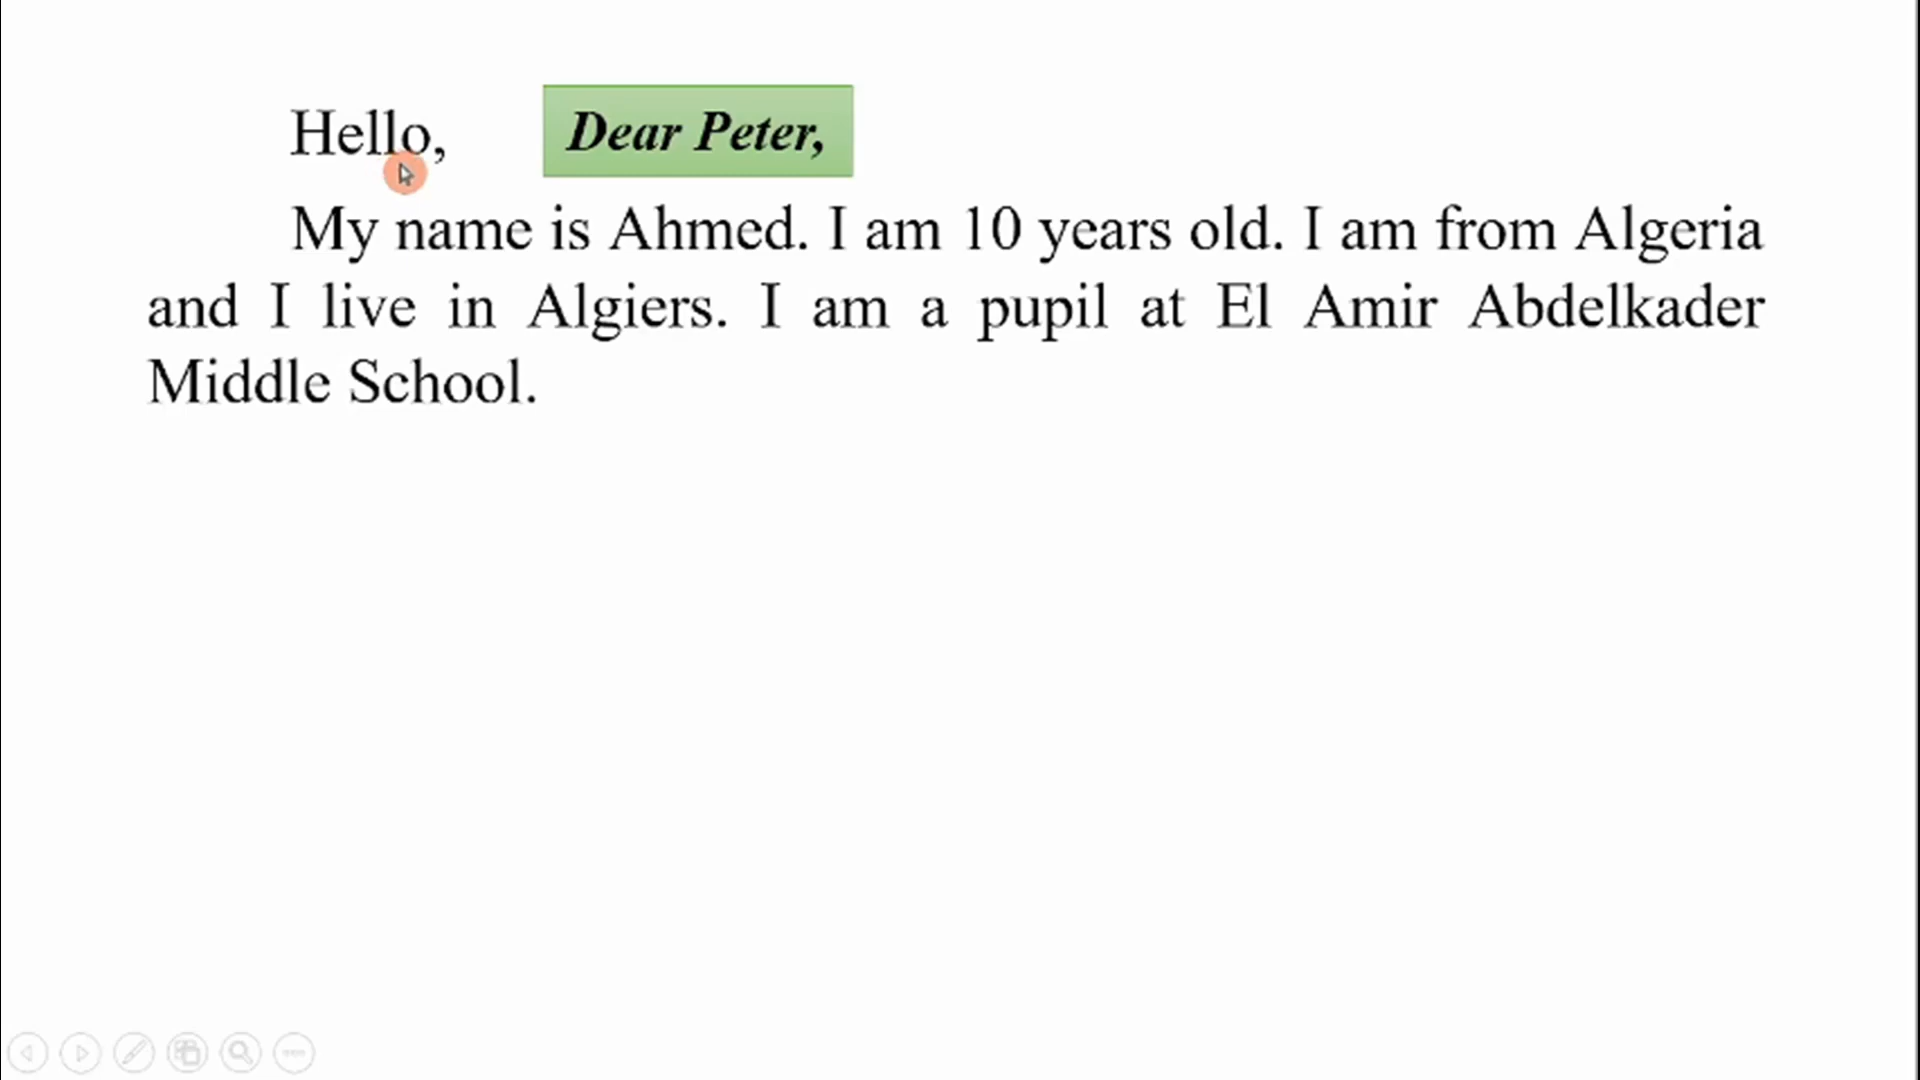 Hello, Dear Peter,
My name is Ahmed. I am 10 years old. I am from Algeria
and I live in Algiers. I am a pupil at El Amir Abdelkader
Middle School.